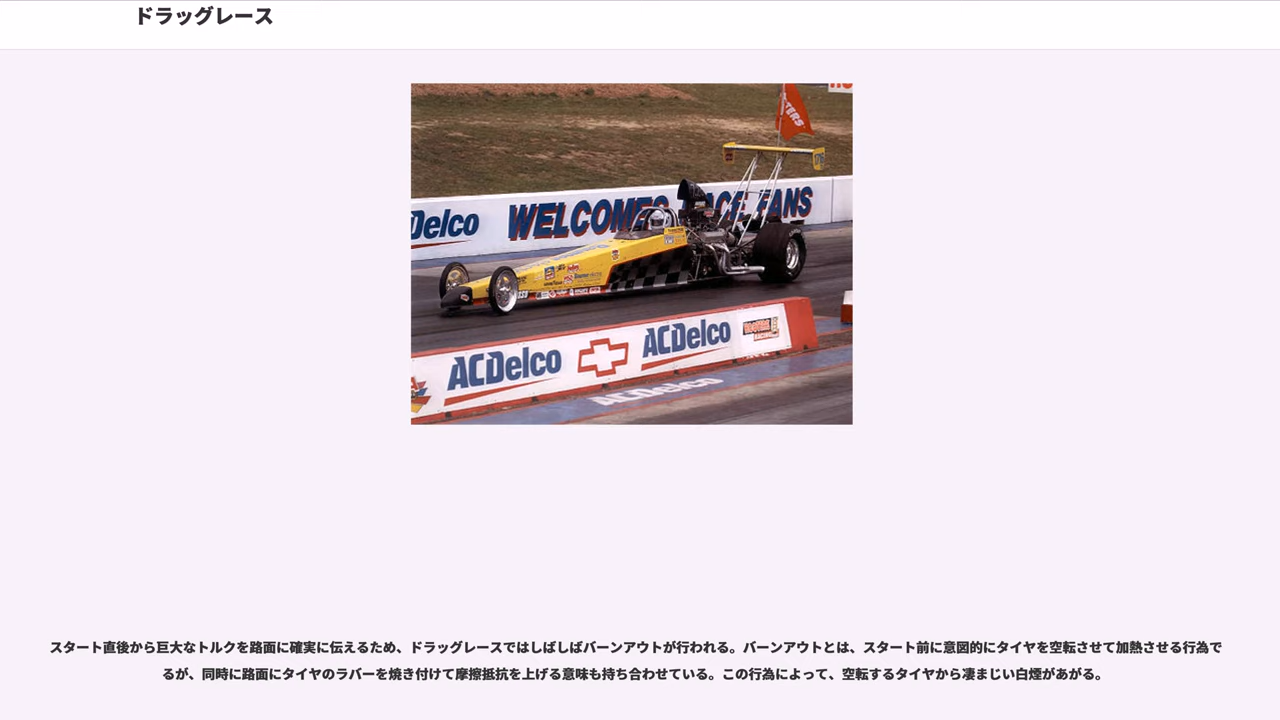 ドラッグレース
TERS
Delco
WELCOMES RACE FANS
ACDelco
ACDelco
ACDelco
スタート直後から巨大なトルクを路面に確実に伝えるため、ドラッグレースではしばしばバーンアウトが行われる。バーンアウトとは、スタート前に意図的にタイヤを空転させて加熱させる行為で
るが、同時に路面にタイヤのラバーを焼き付けて摩擦抵抗を上げる意味も持ち合わせている。この行為によって、空転するタイヤから凄まじい白煙があがる。